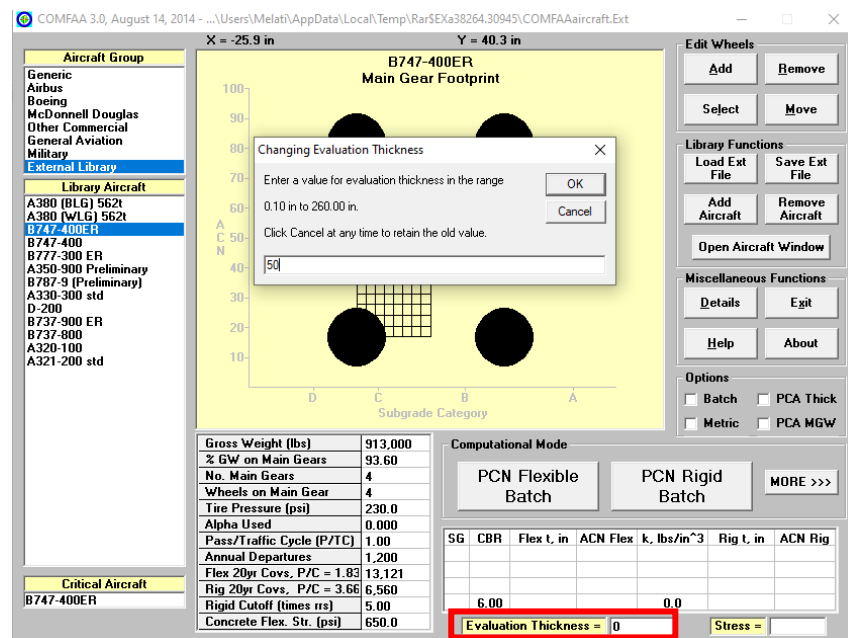 COMFAA 3.0, August 14, 2014 - ...\Users\Melati\AppData\Local\Temp\Rar$EXa38264.30945\COMFAAaircraft.Ext
X = -25.9 in Y = 40.3 in
Aircraft Group
Generic
Airbus
Boeing
McDonnell Douglas
Other Commercial
General Aviation
Military
External Library
Library Aircraft
A380 (BLG) 562t
A380 (WLG) 562t
B747-400ER
B747-400
B777-300 ER
A350-900 Preliminary
B787-9 (Preliminary)
A330-300 std
D-200
B737-900 ER
B737-800
A320-100
A321-200 std
Critical Aircraft
B747-400ER
B747-400ER
Main Gear Footprint
100
90
80
70
60
50
40
30
20
10
A
C
N
D C B A
Subgrade Category
Changing Evaluation Thickness
Enter a value for evaluation thickness in the range
0.10 in to 260.00 in.
Click Cancel at any time to retain the old value.
OK
Cancel
50
Gross Weight (lbs) 913,000
% GW on Main Gears 93.60
No. Main Gears 4
Wheels on Main Gear 4
Tire Pressure (psi) 230.0
Alpha Used 0.000
Pass/Traffic Cycle (P/TC) 1.00
Annual Departures 1,200
Flex 20yr Covs, P/C = 1.83 13,121
Rig 20yr Covs, P/C = 3.66 6,560
Rigid Cutoff (times rrs) 5.00
Concrete Flex. Str. (psi) 650.0
Computational Mode
PCN Flexible Batch
PCN Rigid Batch
MORE >>>
SG CBR Flex t, in ACN Flex k, lbs/in^3 Rig t, in ACN Rig
6.00 0.0
Evaluation Thickness = 0 Stress =
Edit Wheels
Add Remove
Select Move
Library Functions
Load Ext File Save Ext File
Add Aircraft Remove Aircraft
Open Aircraft Window
Miscellaneous Functions
Details Exit
Help About
Options
Batch PCA Thick
Metric PCA MGW